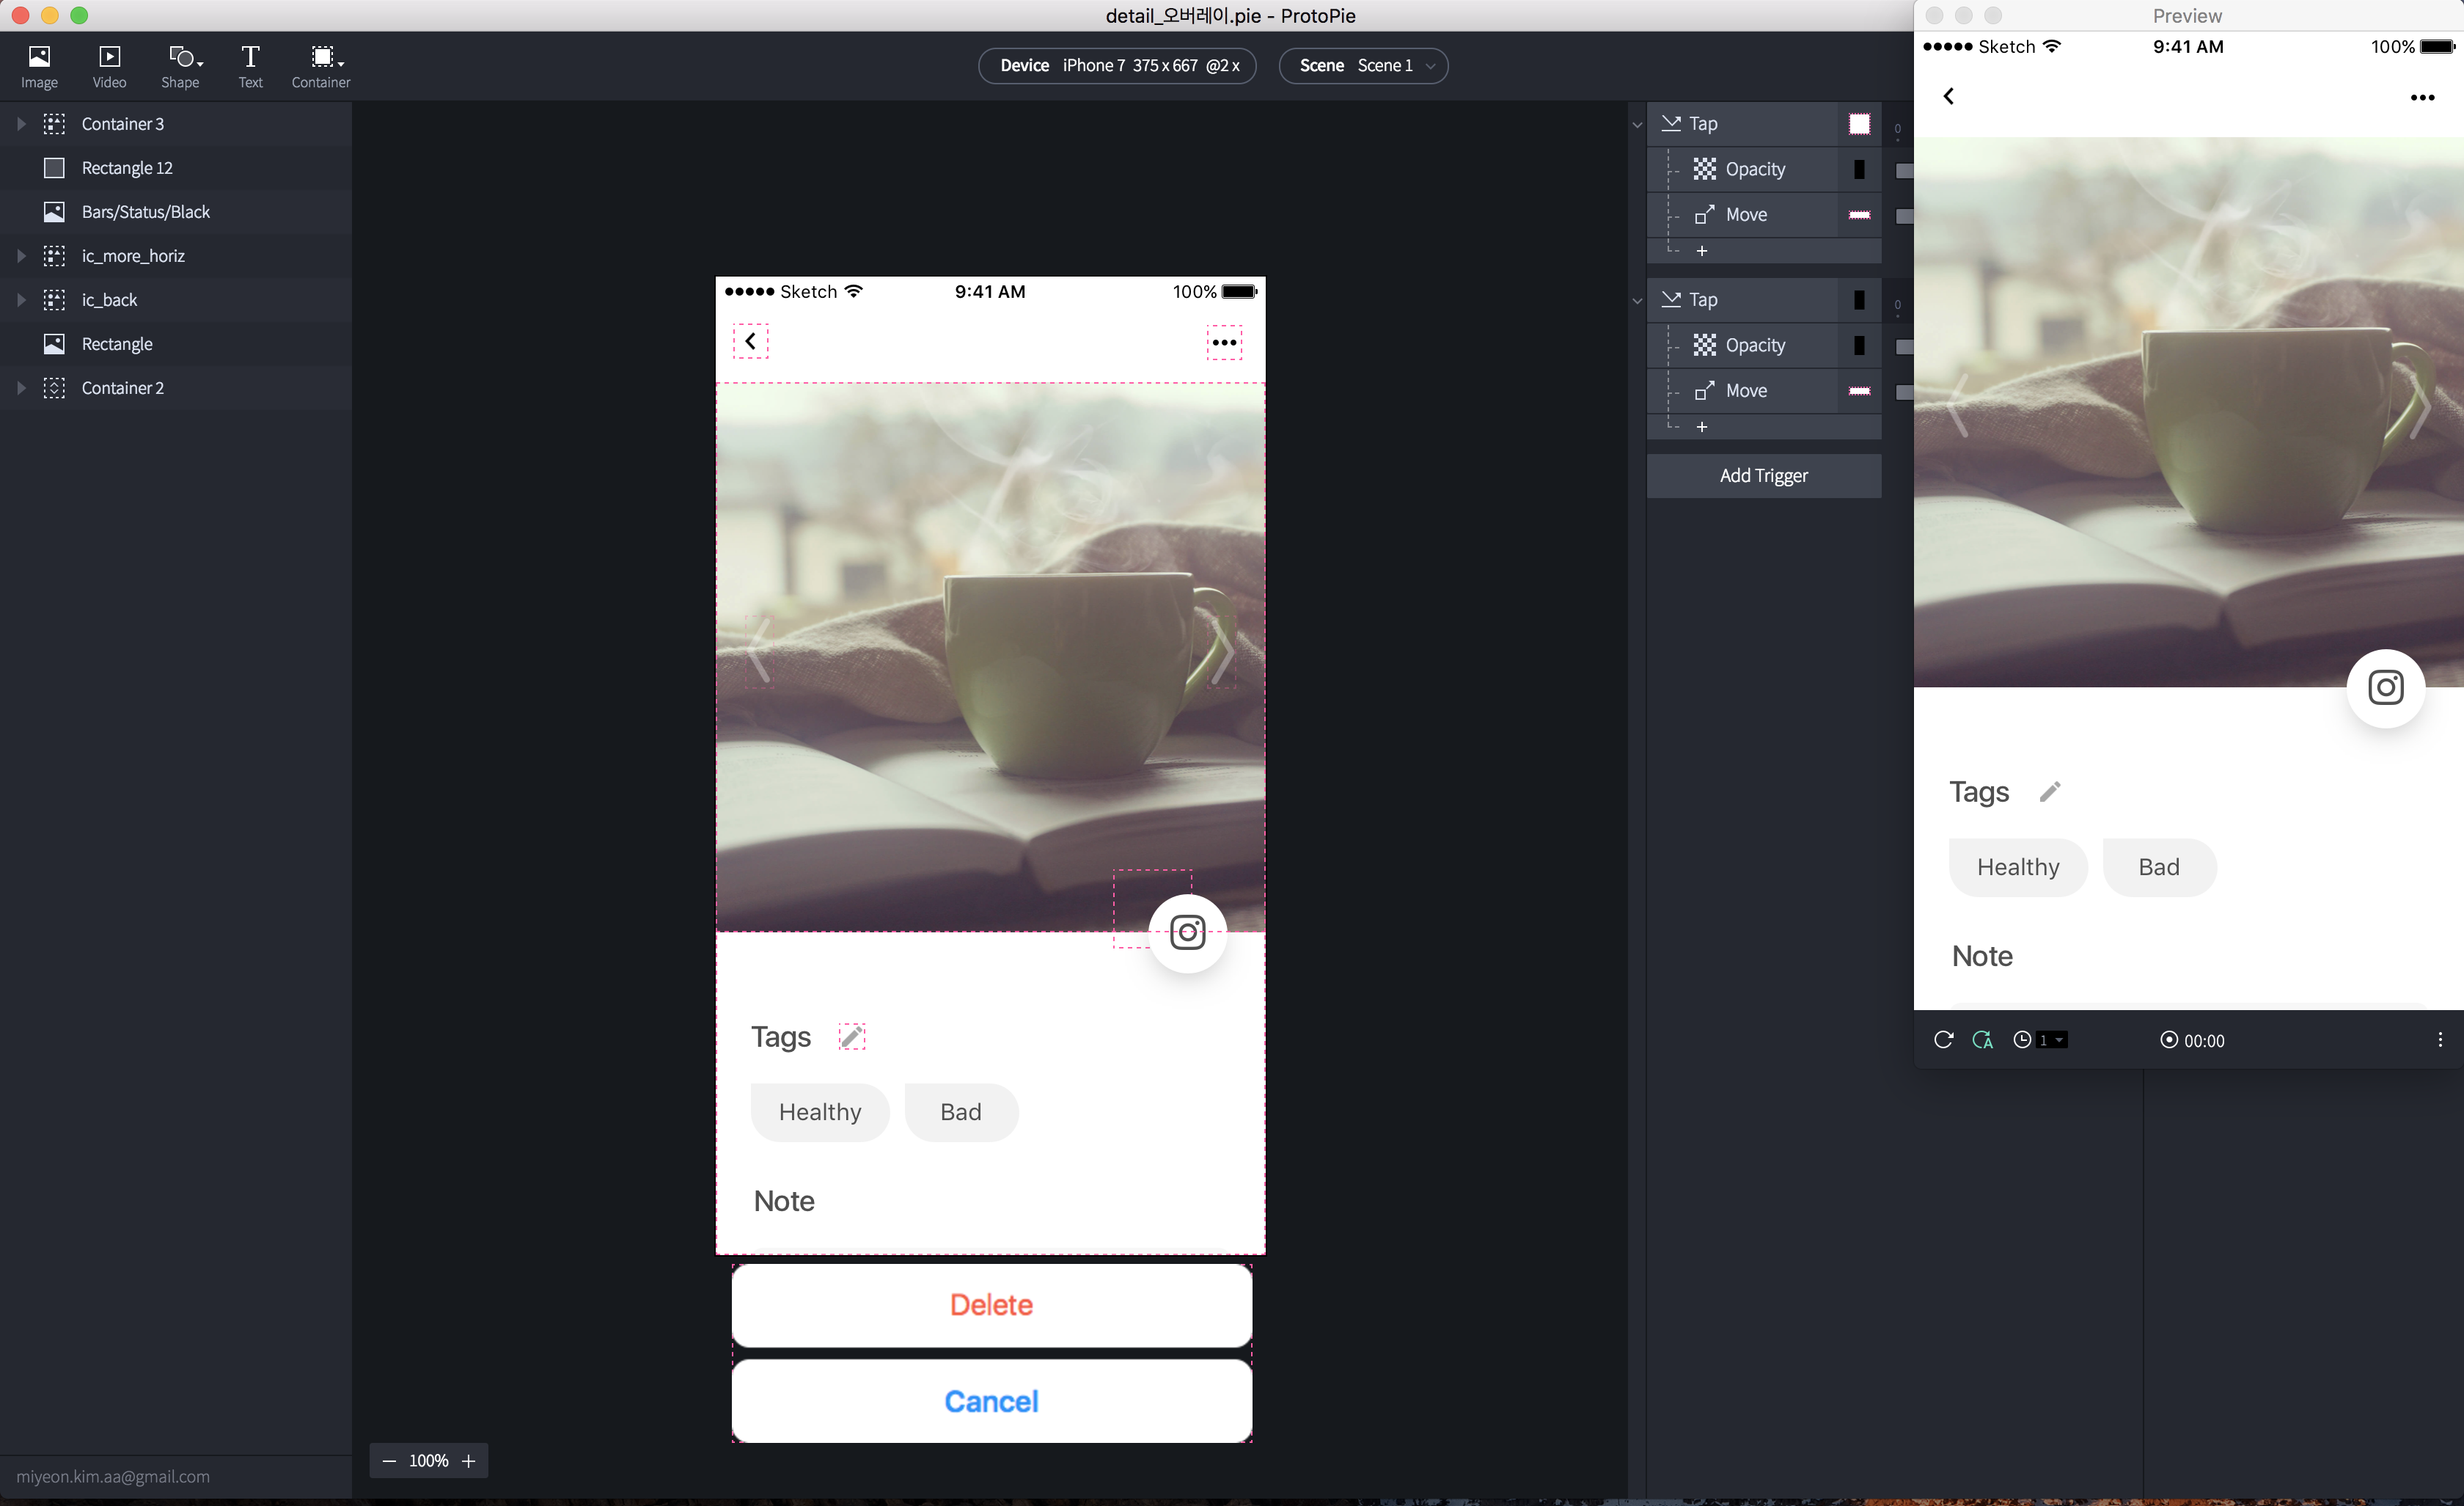 detail_오버레이.pie - ProtoPie
Image
Video
Shape
Text
Container
Device iPhone 7 375 x 667 @2 x
Scene Scene 1
Container 3
Rectangle 12
Bars/Status/Black
ic_more_horiz
ic_back
Rectangle
Container 2
miyeon.kim.aa@gmail.com
Sketch 9:41 AM 100%
Tags
Healthy Bad
Note
Delete
Cancel
100%
Tap 0
Opacity
Move
Tap 0
Opacity
Move
Add Trigger
Preview
Sketch 9:41 AM 100%
Tags
Healthy Bad
Note
A 1 00:00